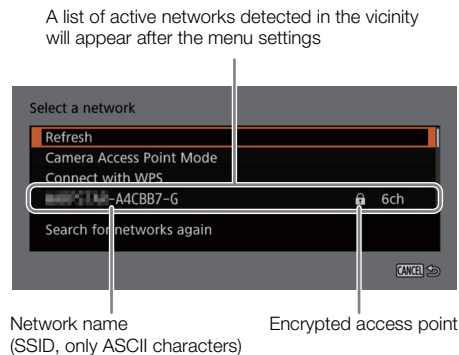 A list of active networks detected in the vicinity
will appear after the menu settings
Select a network
Refresh
Camera Access Point Mode
Connect with WPS
-A4CBB7-G 6ch
Search for networks again
CANCEL
Network name
(SSID, only ASCII characters)
Encrypted access point